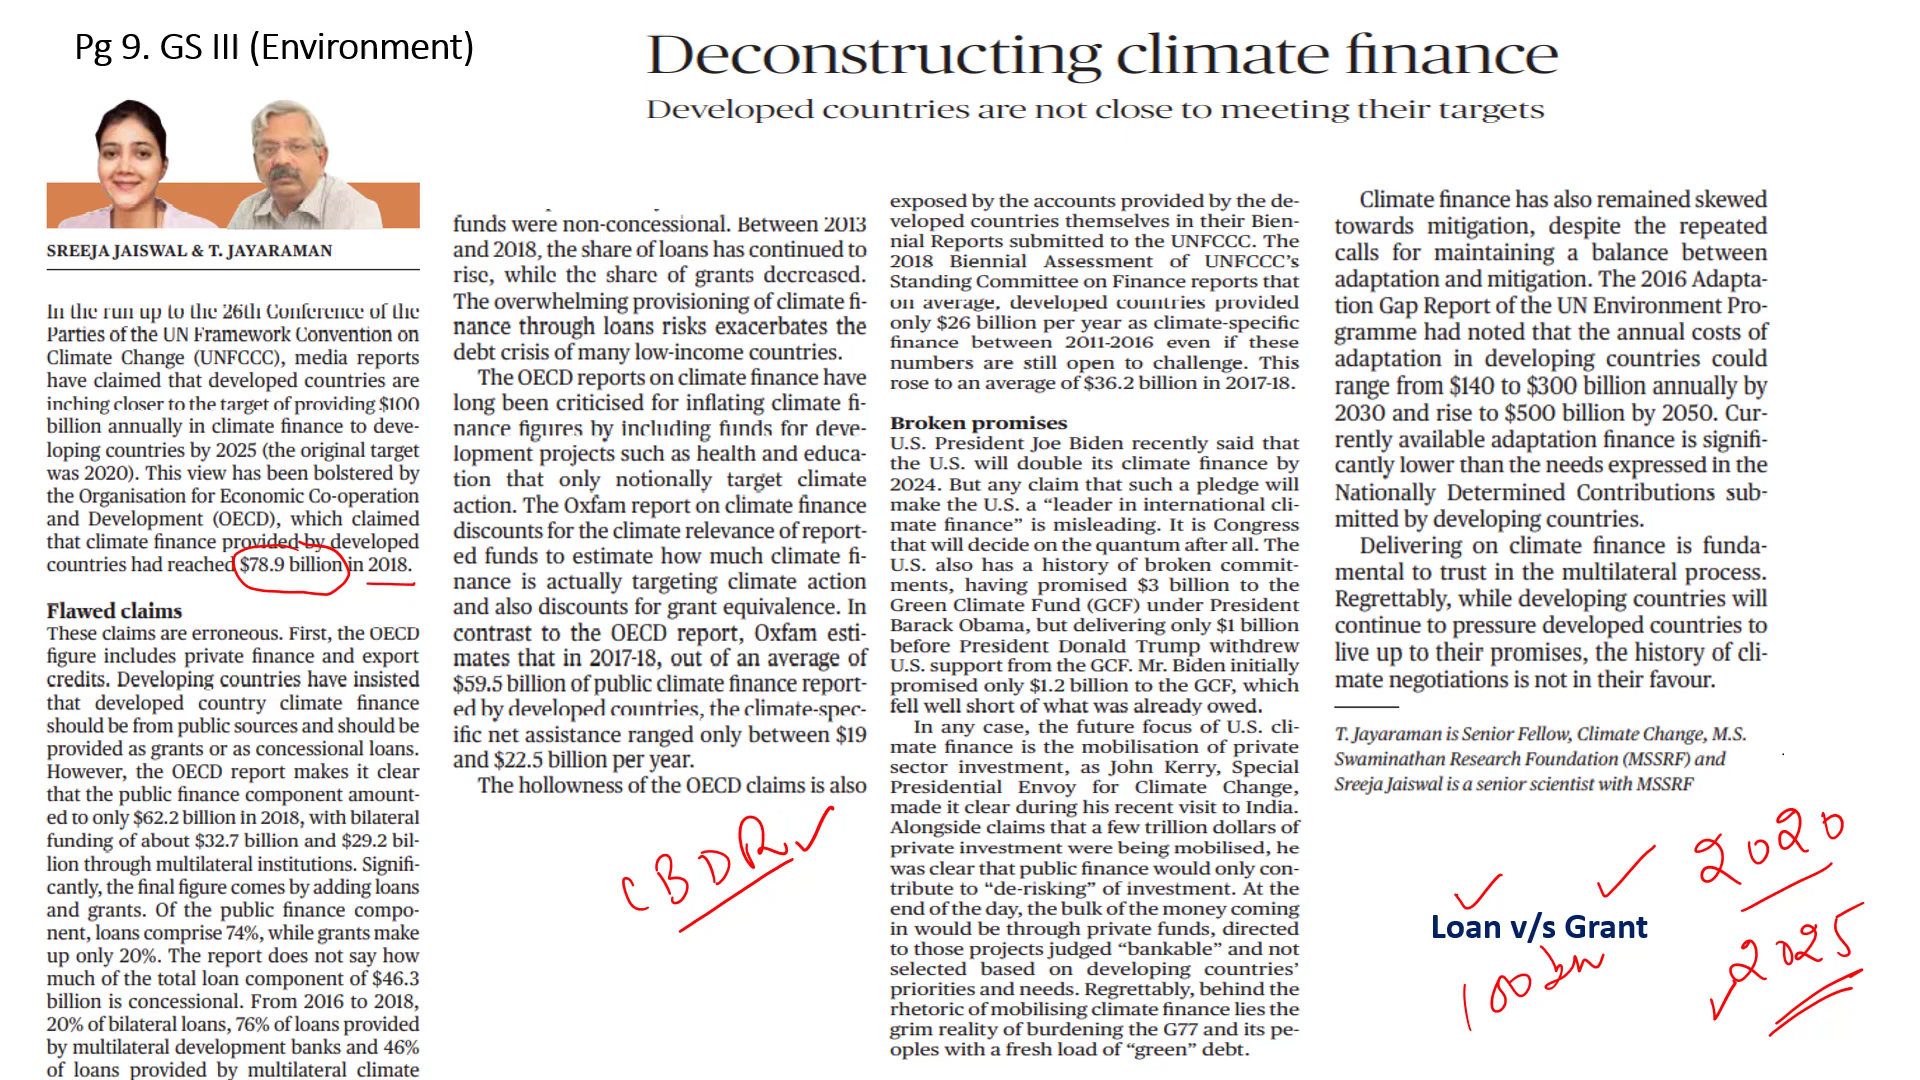 Pg 9. GS III (Environment)
Deconstructing climate finance
Developed countries are not close to meeting their targets
SREEJA JAISWAL & T. JAYARAMAN
In the run up to the 26th Conference of the
Parties of the UN Framework Convention on
Climate Change (UNFCCC), media reports
have claimed that developed countries are
inching closer to the target of providing $100
billion annually in climate finance to deve-
loping countries by 2025 (the original target
was 2020). This view has been bolstered by
the Organisation for Economic Co-operation
and Development (OECD), which claimed
that climate finance provided by developed
countries had reached $78.9 billion in 2018.
Flawed claims
These claims are erroneous. First, the OECD
figure includes private finance and export
credits. Developing countries have insisted
that developed country climate finance
should be from public sources and should be
provided as grants or as concessional loans.
However, the OECD report makes it clear
that the public finance component amount-
ed to only $62.2 billion in 2018, with bilateral
funding of about $32.7 billion and $29.2 bil-
lion through multilateral institutions. Signifi-
cantly, the final figure comes by adding loans
and grants. Of the public finance compo-
nent, loans comprise 74%, while grants make
up only 20%. The report does not say how
much of the total loan component of $46.3
billion is concessional. From 2016 to 2018,
20% of bilateral loans, 76% of loans provided
by multilateral development banks and 46%
of loans provided by multilateral climate
funds were non-concessional. Between 2013
and 2018, the share of loans has continued to
rise, while the share of grants decreased.
The overwhelming provisioning of climate fi-
nance through loans risks exacerbates the
debt crisis of many low-income countries.
The OECD reports on climate finance have
long been criticised for inflating climate fi-
nance figures by including funds for deve-
lopment projects such as health and educa-
tion that only notionally target climate
action. The Oxfam report on climate finance
discounts for the climate relevance of report-
ed funds to estimate how much climate fi-
nance is actually targeting climate action
and also discounts for grant equivalence. In
contrast to the OECD report, Oxfam esti-
mates that in 2017-18, out of an average of
$59.5 billion of public climate finance report-
ed by developed countries, the climate-spec-
ific net assistance ranged only between $19
and $22.5 billion per year.
The hollowness of the OECD claims is also
CBDR
exposed by the accounts provided by the de-
veloped countries themselves in their Bien-
nial Reports submitted to the UNFCCC. The
2018 Biennial Assessment of UNFCCC’s
Standing Committee on Finance reports that
on average, developed countries provided
only $26 billion per year as climate-specific
finance between 2011-2016 even if these
numbers are still open to challenge. This
rose to an average of $36.2 billion in 2017-18.
Broken promises
U.S. President Joe Biden recently said that
the U.S. will double its climate finance by
2024. But any claim that such a pledge will
make the U.S. a “leader in international cli-
mate finance” is misleading. It is Congress
that will decide on the quantum after all. The
U.S. also has a history of broken commit-
ments, having promised $3 billion to the
Green Climate Fund (GCF) under President
Barack Obama, but delivering only $1 billion
before President Donald Trump withdrew
U.S. support from the GCF. Mr. Biden initially
promised only $1.2 billion to the GCF, which
fell well short of what was already owed.
In any case, the future focus of U.S. cli-
mate finance is the mobilisation of private
sector investment, as John Kerry, Special
Presidential Envoy for Climate Change,
made it clear during his recent visit to India.
Alongside claims that a few trillion dollars of
private investment were being mobilised, he
was clear that public finance would only con-
tribute to “de-risking” of investment. At the
end of the day, the bulk of the money coming
in would be through private funds, directed
to those projects judged “bankable” and not
selected based on developing countries’
priorities and needs. Regrettably, behind the
rhetoric of mobilising climate finance lies the
grim reality of burdening the G77 and its pe-
oples with a fresh load of “green” debt.
Climate finance has also remained skewed
towards mitigation, despite the repeated
calls for maintaining a balance between
adaptation and mitigation. The 2016 Adapta-
tion Gap Report of the UN Environment Pro-
gramme had noted that the annual costs of
adaptation in developing countries could
range from $140 to $300 billion annually by
2030 and rise to $500 billion by 2050. Cur-
rently available adaptation finance is signifi-
cantly lower than the needs expressed in the
Nationally Determined Contributions sub-
mitted by developing countries.
Delivering on climate finance is funda-
mental to trust in the multilateral process.
Regrettably, while developing countries will
continue to pressure developed countries to
live up to their promises, the history of cli-
mate negotiations is not in their favour.
T. Jayaraman is Senior Fellow, Climate Change, M.S.
Swaminathan Research Foundation (MSSRF) and
Sreeja Jaiswal is a senior scientist with MSSRF
2020
Loan v/s Grant
100 bn
2025